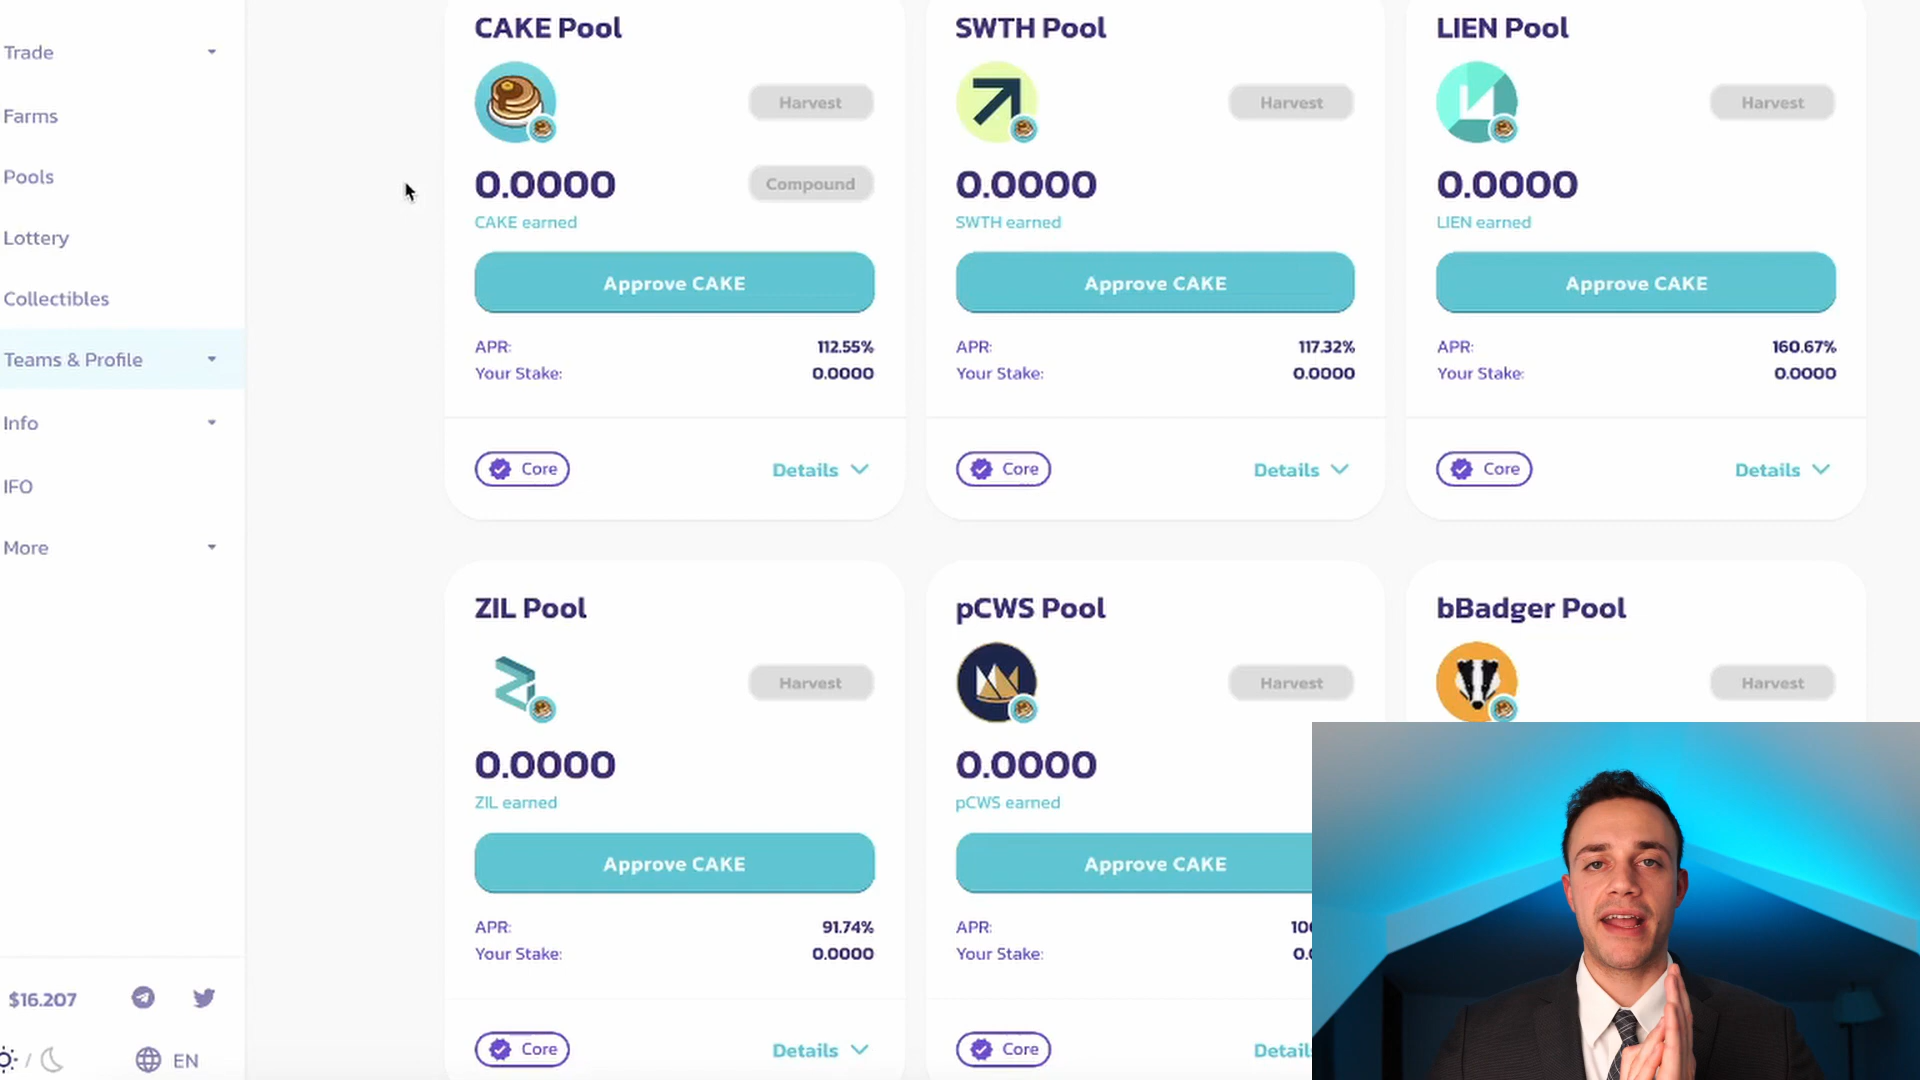 Trade
Farms
Pools
Lottery
Collectibles
Teams & Profile
Info
IFO
More
$16.207
EN
CAKE Pool
Harvest
0.0000
Compound
CAKE earned
Approve CAKE
APR: 112.55%
Your Stake: 0.0000
Core
Details
SWTH Pool
Harvest
0.0000
SWTH earned
Approve CAKE
APR: 117.32%
Your Stake: 0.0000
Core
Details
LIEN Pool
Harvest
0.0000
LIEN earned
Approve CAKE
APR: 160.67%
Your Stake: 0.0000
Core
Details
ZIL Pool
Harvest
0.0000
ZIL earned
Approve CAKE
APR: 91.74%
Your Stake: 0.0000
Core
Details
pCWS Pool
Harvest
0.0000
pCWS earned
Approve CAKE
APR:
Your Stake:
Core
bBadger Pool
Harvest